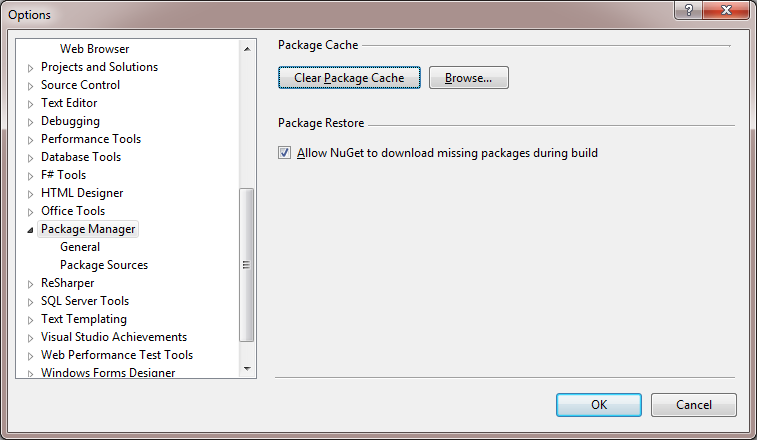 Options
?
Web Browser
Projects and Solutions
Source Control
Text Editor
Debugging
Performance Tools
Database Tools
F# Tools
HTML Designer
Office Tools
Package Manager
General
Package Sources
ReSharper
SQL Server Tools
Text Templating
Visual Studio Achievements
Web Performance Test Tools
Windows Forms Designer
Package Cache
Clear Package Cache
Browse...
Package Restore
Allow NuGet to download missing packages during build
OK
Cancel